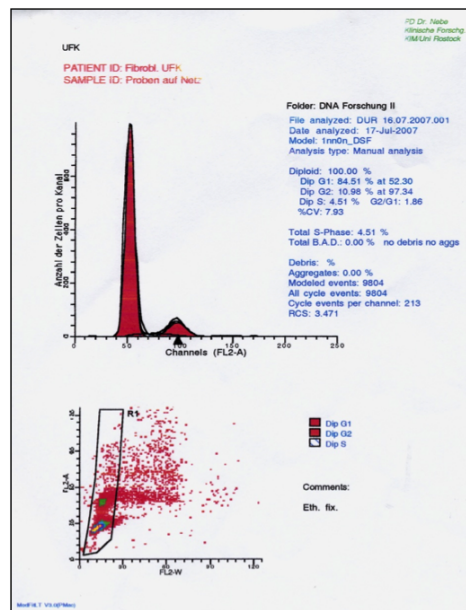 PD Dr. Nebe
Klinische Forschg.
KIM/Uni Rostock
UFK
PATIENT ID: Fibrobl. UFK
SAMPLE ID: Proben auf Netz
Folder: DNA Forschung II
File analyzed: DUR 16.07.2007.001
Date analyzed: 17-Jul-2007
Model: 1nn0n_DSF
Analysis type: Manual analysis
Diploid: 100.00 %
Dip G1: 84.51 % at 52.30
Dip G2: 10.98 % at 97.34
Dip S: 4.51 % G2/G1: 1.86
%CV: 7.93
Total S-Phase: 4.51 %
Total B.A.D.: 0.00 % no debris no aggs
Debris: %
Aggregates: 0.00 %
Modeled events: 9804
All cycle events: 9804
Cycle events per channel: 213
RCS: 3.471
Anzahl der Zellen pro Kanal
0 50 100 150 200 250
Channels (FL2-A)
R1
FL2-A
0 30 60 90 120
FL2-W
Dip G1
Dip G2
Dip S
Comments:
Eth. fix.